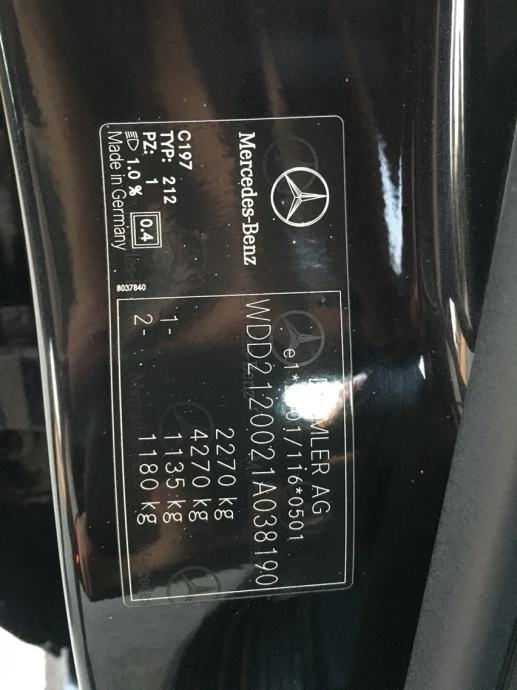 Mercedes-Benz
C197
TYP: 212
PZ: 1
1.0 %
0.4
Made in Germany
8037840
AG
WDD2120021A038190
2270 kg
4270 kg
1- 1135 kg
2- 1180 kg